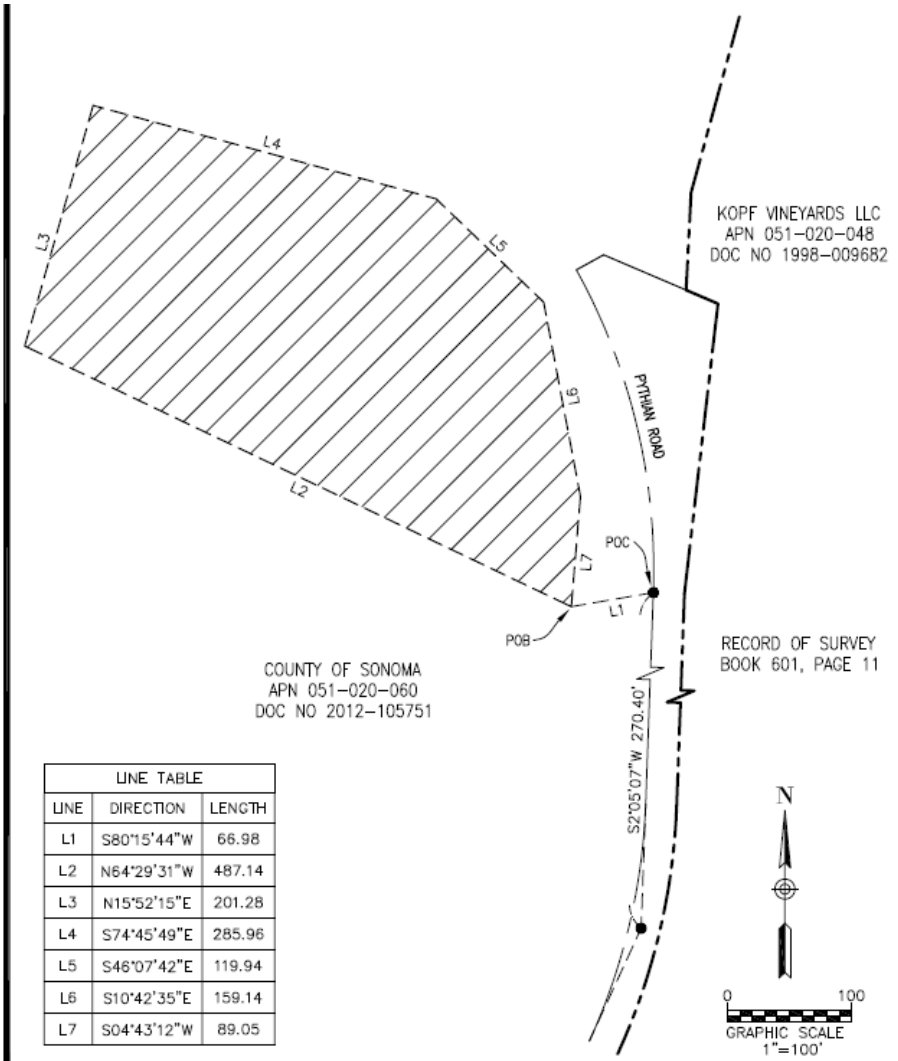 L4
KOPF VINEYARDS LLC
APN 051-020-048
DOC NO 1998-009682
L5
L3
L6
PYTHIAN ROAD
L2
POC
L7
L1
POB
RECORD OF SURVEY
BOOK 601, PAGE 11
COUNTY OF SONOMA
APN 051-020-060
DOC NO 2012-105751
S2°05'07"W 270.40'
LINE TABLE
LINE DIRECTION LENGTH
L1 S80°15'44"W 66.98
L2 N64°29'31"W 487.14
L3 N15°52'15"E 201.28
L4 S74°45'49"E 285.96
L5 S46°07'42"E 119.94
L6 S10°42'35"E 159.14
L7 S04°43'12"W 89.05
N
0 100
GRAPHIC SCALE
1"=100'